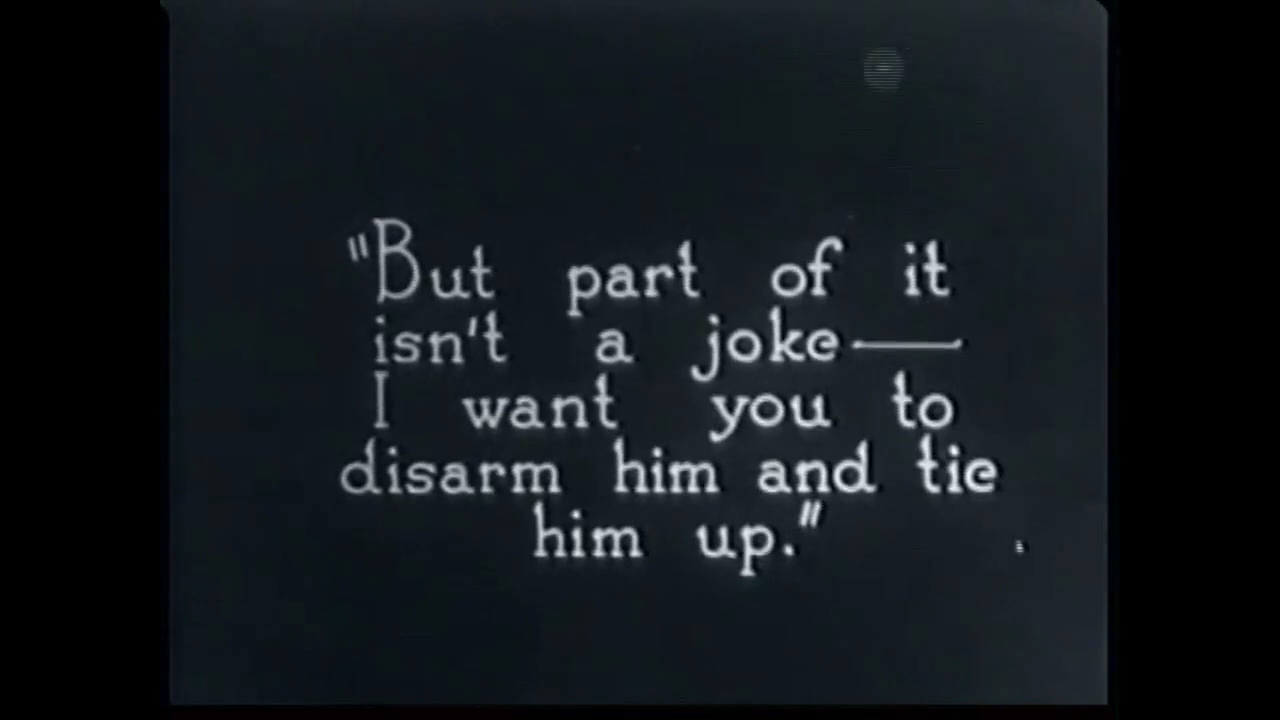 "But part of it
isn't a joke—
I want you to
disarm him and tie
him up."